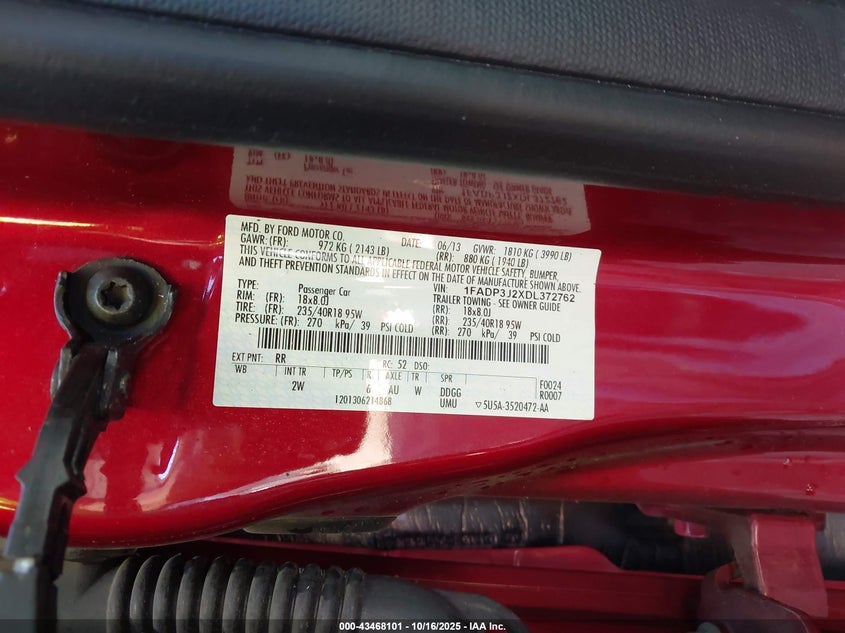 MFD. BY FORD MOTOR CO. DATE: 06/13 GVWR: 1810 KG ( 3990 LB)
GAWR: (FR): 972 KG ( 2143 LB) (RR): 880 KG ( 1940 LB)
THIS VEHICLE CONFORMS TO ALL APPLICABLE FEDERAL MOTOR VEHICLE SAFETY, BUMPER
AND THEFT PREVENTION STANDARDS IN EFFECT ON THE DATE OF MANUFACTURE SHOWN ABOVE.
VIN: 1FADP3J2XDL372762
TYPE: Passenger Car TRAILER TOWING - SEE OWNER GUIDE
RIM: (FR): 18x8.0J (RR): 18x8.0J
TIRE: (FR): 235/40R18 95W (RR): 235/40R18 95W
PRESSURE: (FR): 270 kPa/ 39 PSI COLD (RR): 270 kPa/ 39 PSI COLD
EXT PNT: RR RC: 52 DSO:
WB INT TR TP/PS R AXLE TR SPR F0024
2W 6 AU W DDGG R0007
I201306214868 UMU ▽5U5A-3520472-AA
000-43468101 - 10/16/2025 - IAA Inc.